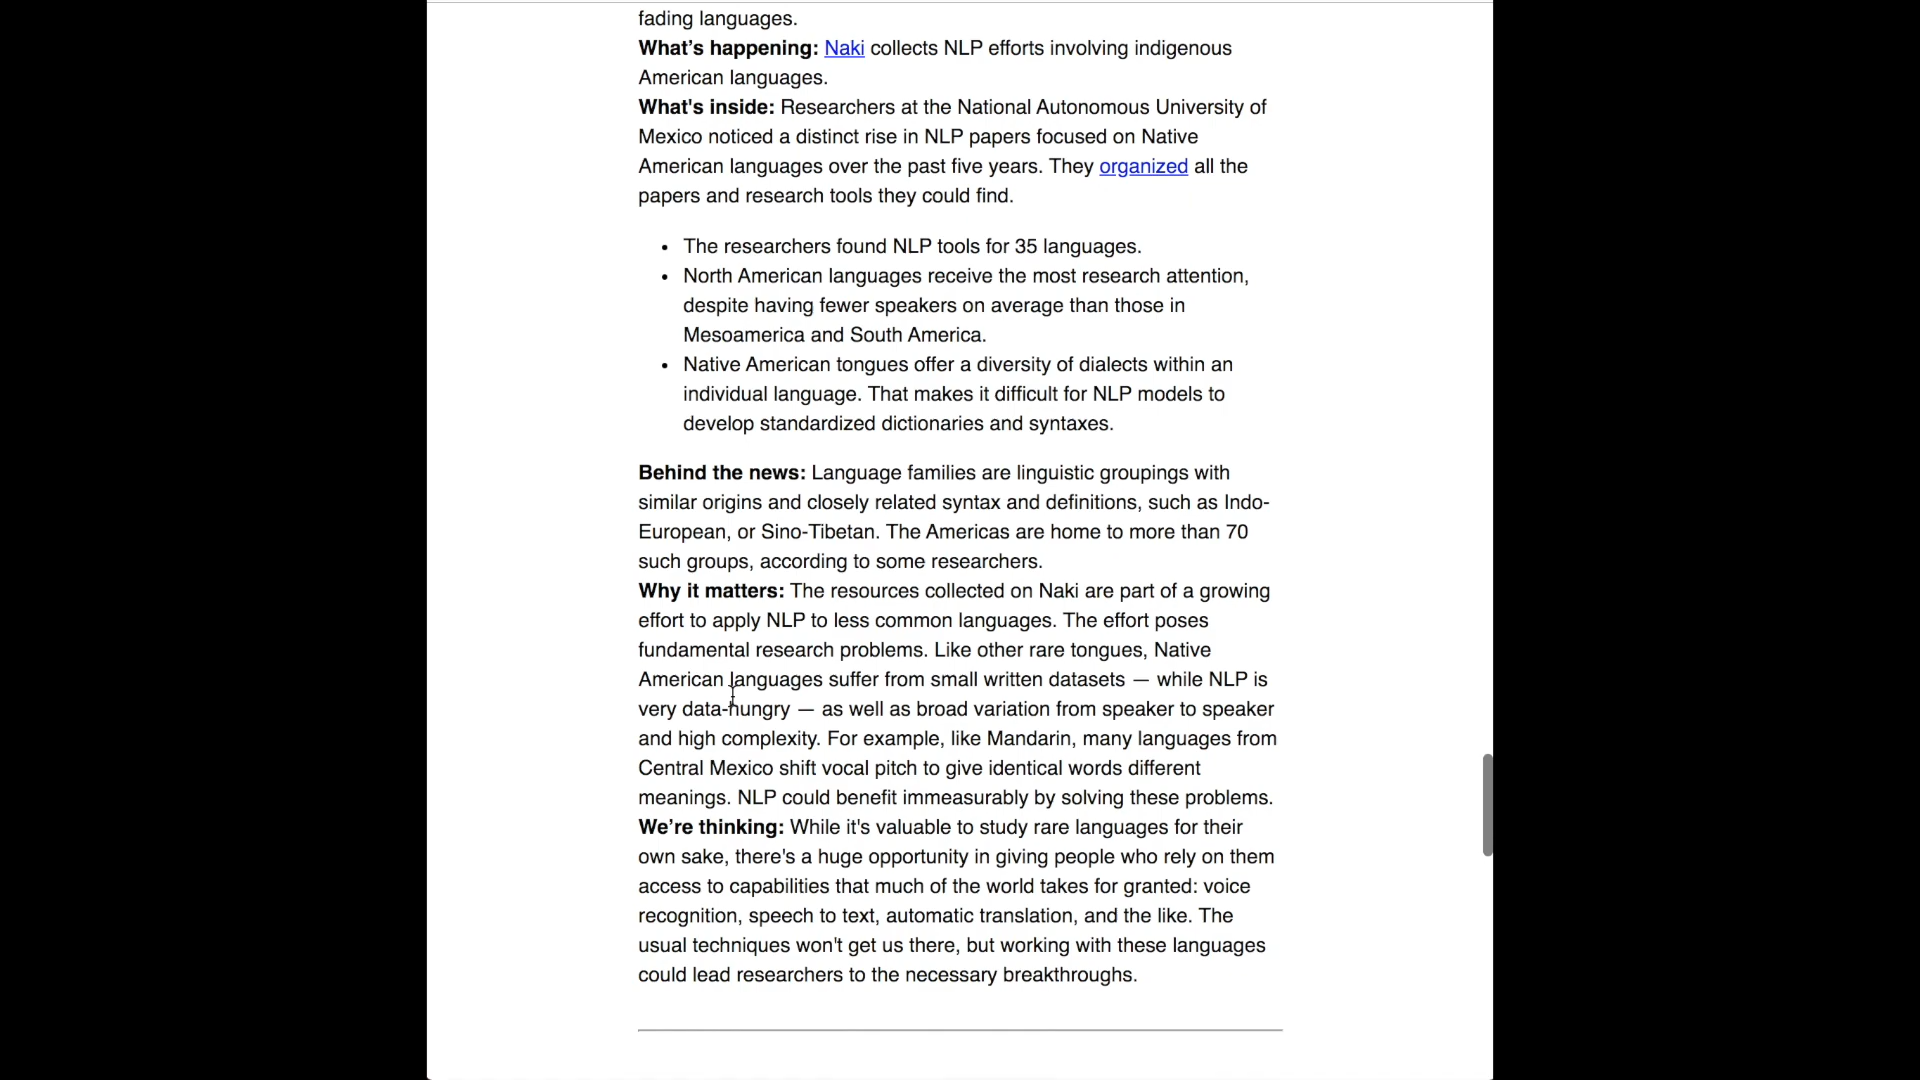 fading languages.
What’s happening: Naki collects NLP efforts involving indigenous
American languages.
What's inside: Researchers at the National Autonomous University of
Mexico noticed a distinct rise in NLP papers focused on Native
American languages over the past five years. They organized all the
papers and research tools they could find.
• The researchers found NLP tools for 35 languages.
• North American languages receive the most research attention,
despite having fewer speakers on average than those in
Mesoamerica and South America.
• Native American tongues offer a diversity of dialects within an
individual language. That makes it difficult for NLP models to
develop standardized dictionaries and syntaxes.
Behind the news: Language families are linguistic groupings with
similar origins and closely related syntax and definitions, such as Indo-
European, or Sino-Tibetan. The Americas are home to more than 70
such groups, according to some researchers.
Why it matters: The resources collected on Naki are part of a growing
effort to apply NLP to less common languages. The effort poses
fundamental research problems. Like other rare tongues, Native
American languages suffer from small written datasets — while NLP is
very data-hungry — as well as broad variation from speaker to speaker
and high complexity. For example, like Mandarin, many languages from
Central Mexico shift vocal pitch to give identical words different
meanings. NLP could benefit immeasurably by solving these problems.
We’re thinking: While it's valuable to study rare languages for their
own sake, there's a huge opportunity in giving people who rely on them
access to capabilities that much of the world takes for granted: voice
recognition, speech to text, automatic translation, and the like. The
usual techniques won't get us there, but working with these languages
could lead researchers to the necessary breakthroughs.